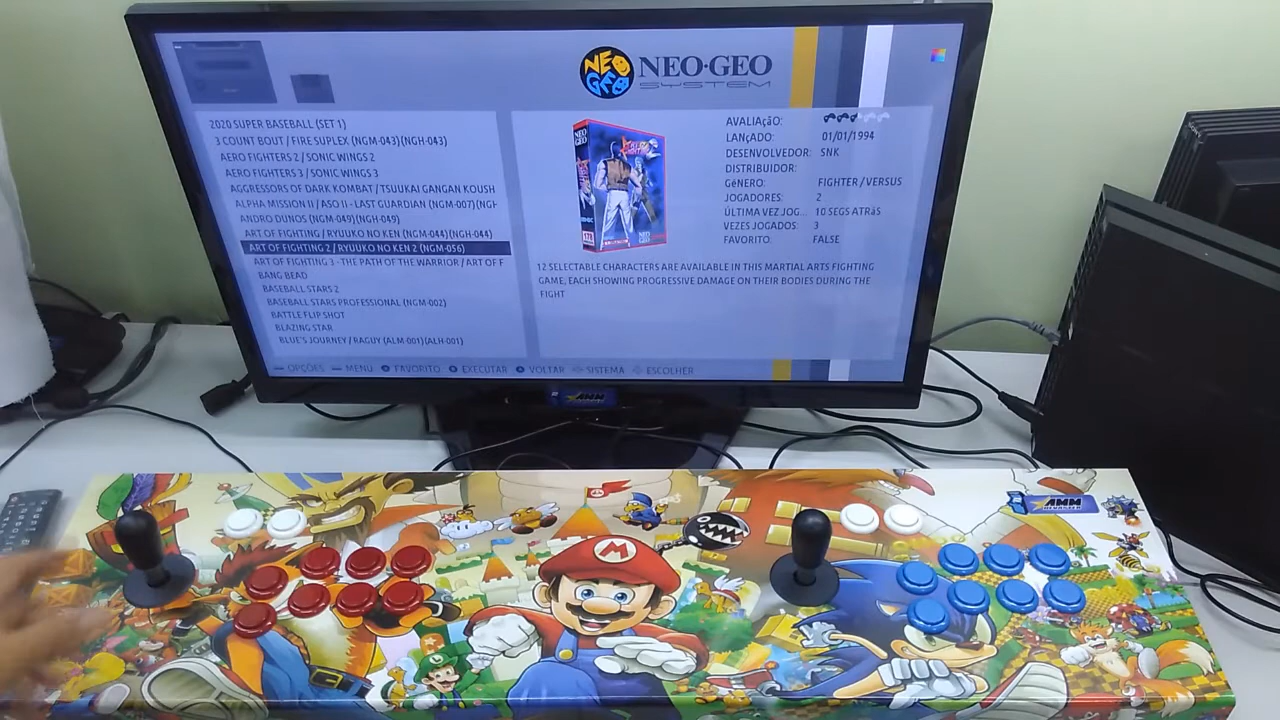 NEO GEO
NEO·GEO
SYSTEM
2020 SUPER BASEBALL (SET 1)
3 COUNT BOUT / FIRE SUPLEX (NGM-043)(NGH-043)
AERO FIGHTERS 2 / SONIC WINGS 2
AERO FIGHTERS 3 / SONIC WINGS 3
AGGRESSORS OF DARK KOMBAT / TSUUKAI GANGAN KOUSH
ALPHA MISSION II / ASO II - LAST GUARDIAN (NGM-007)(NGH-
ANDRO DUNOS (NGM-049)(NGH-049)
ART OF FIGHTING / RYUUKO NO KEN (NGM-044)(NGH-044)
ART OF FIGHTING 2 / RYUUKO NO KEN 2 (NGM-056)
ART OF FIGHTING 3 - THE PATH OF THE WARRIOR / ART OF F
BANG BEAD
BASEBALL STARS 2
BASEBALL STARS PROFESSIONAL (NGM-002)
BATTLE FLIP SHOT
BLAZING STAR
BLUE'S JOURNEY / RAGUY (ALM-001)(ALH-001)
NEO GEO
NEO GEO
AVALIAÇÃO:
LANÇADO: 01/01/1994
DESENVOLVEDOR: SNK
DISTRIBUIDOR:
GÊNERO: FIGHTER / VERSUS
JOGADORES: 2
ÚLTIMA VEZ JOG... 10 SEGS ATRÁS
VEZES JOGADOS: 3
FAVORITO: FALSE
12 SELECTABLE CHARACTERS ARE AVAILABLE IN THIS MARTIAL ARTS FIGHTING
GAME, EACH SHOWING PROGRESSIVE DAMAGE ON THEIR BODIES DURING THE
FIGHT
OPÇÕES MENU FAVORITO EXECUTAR VOLTAR SISTEMA ESCOLHER
AMM
M
AMM